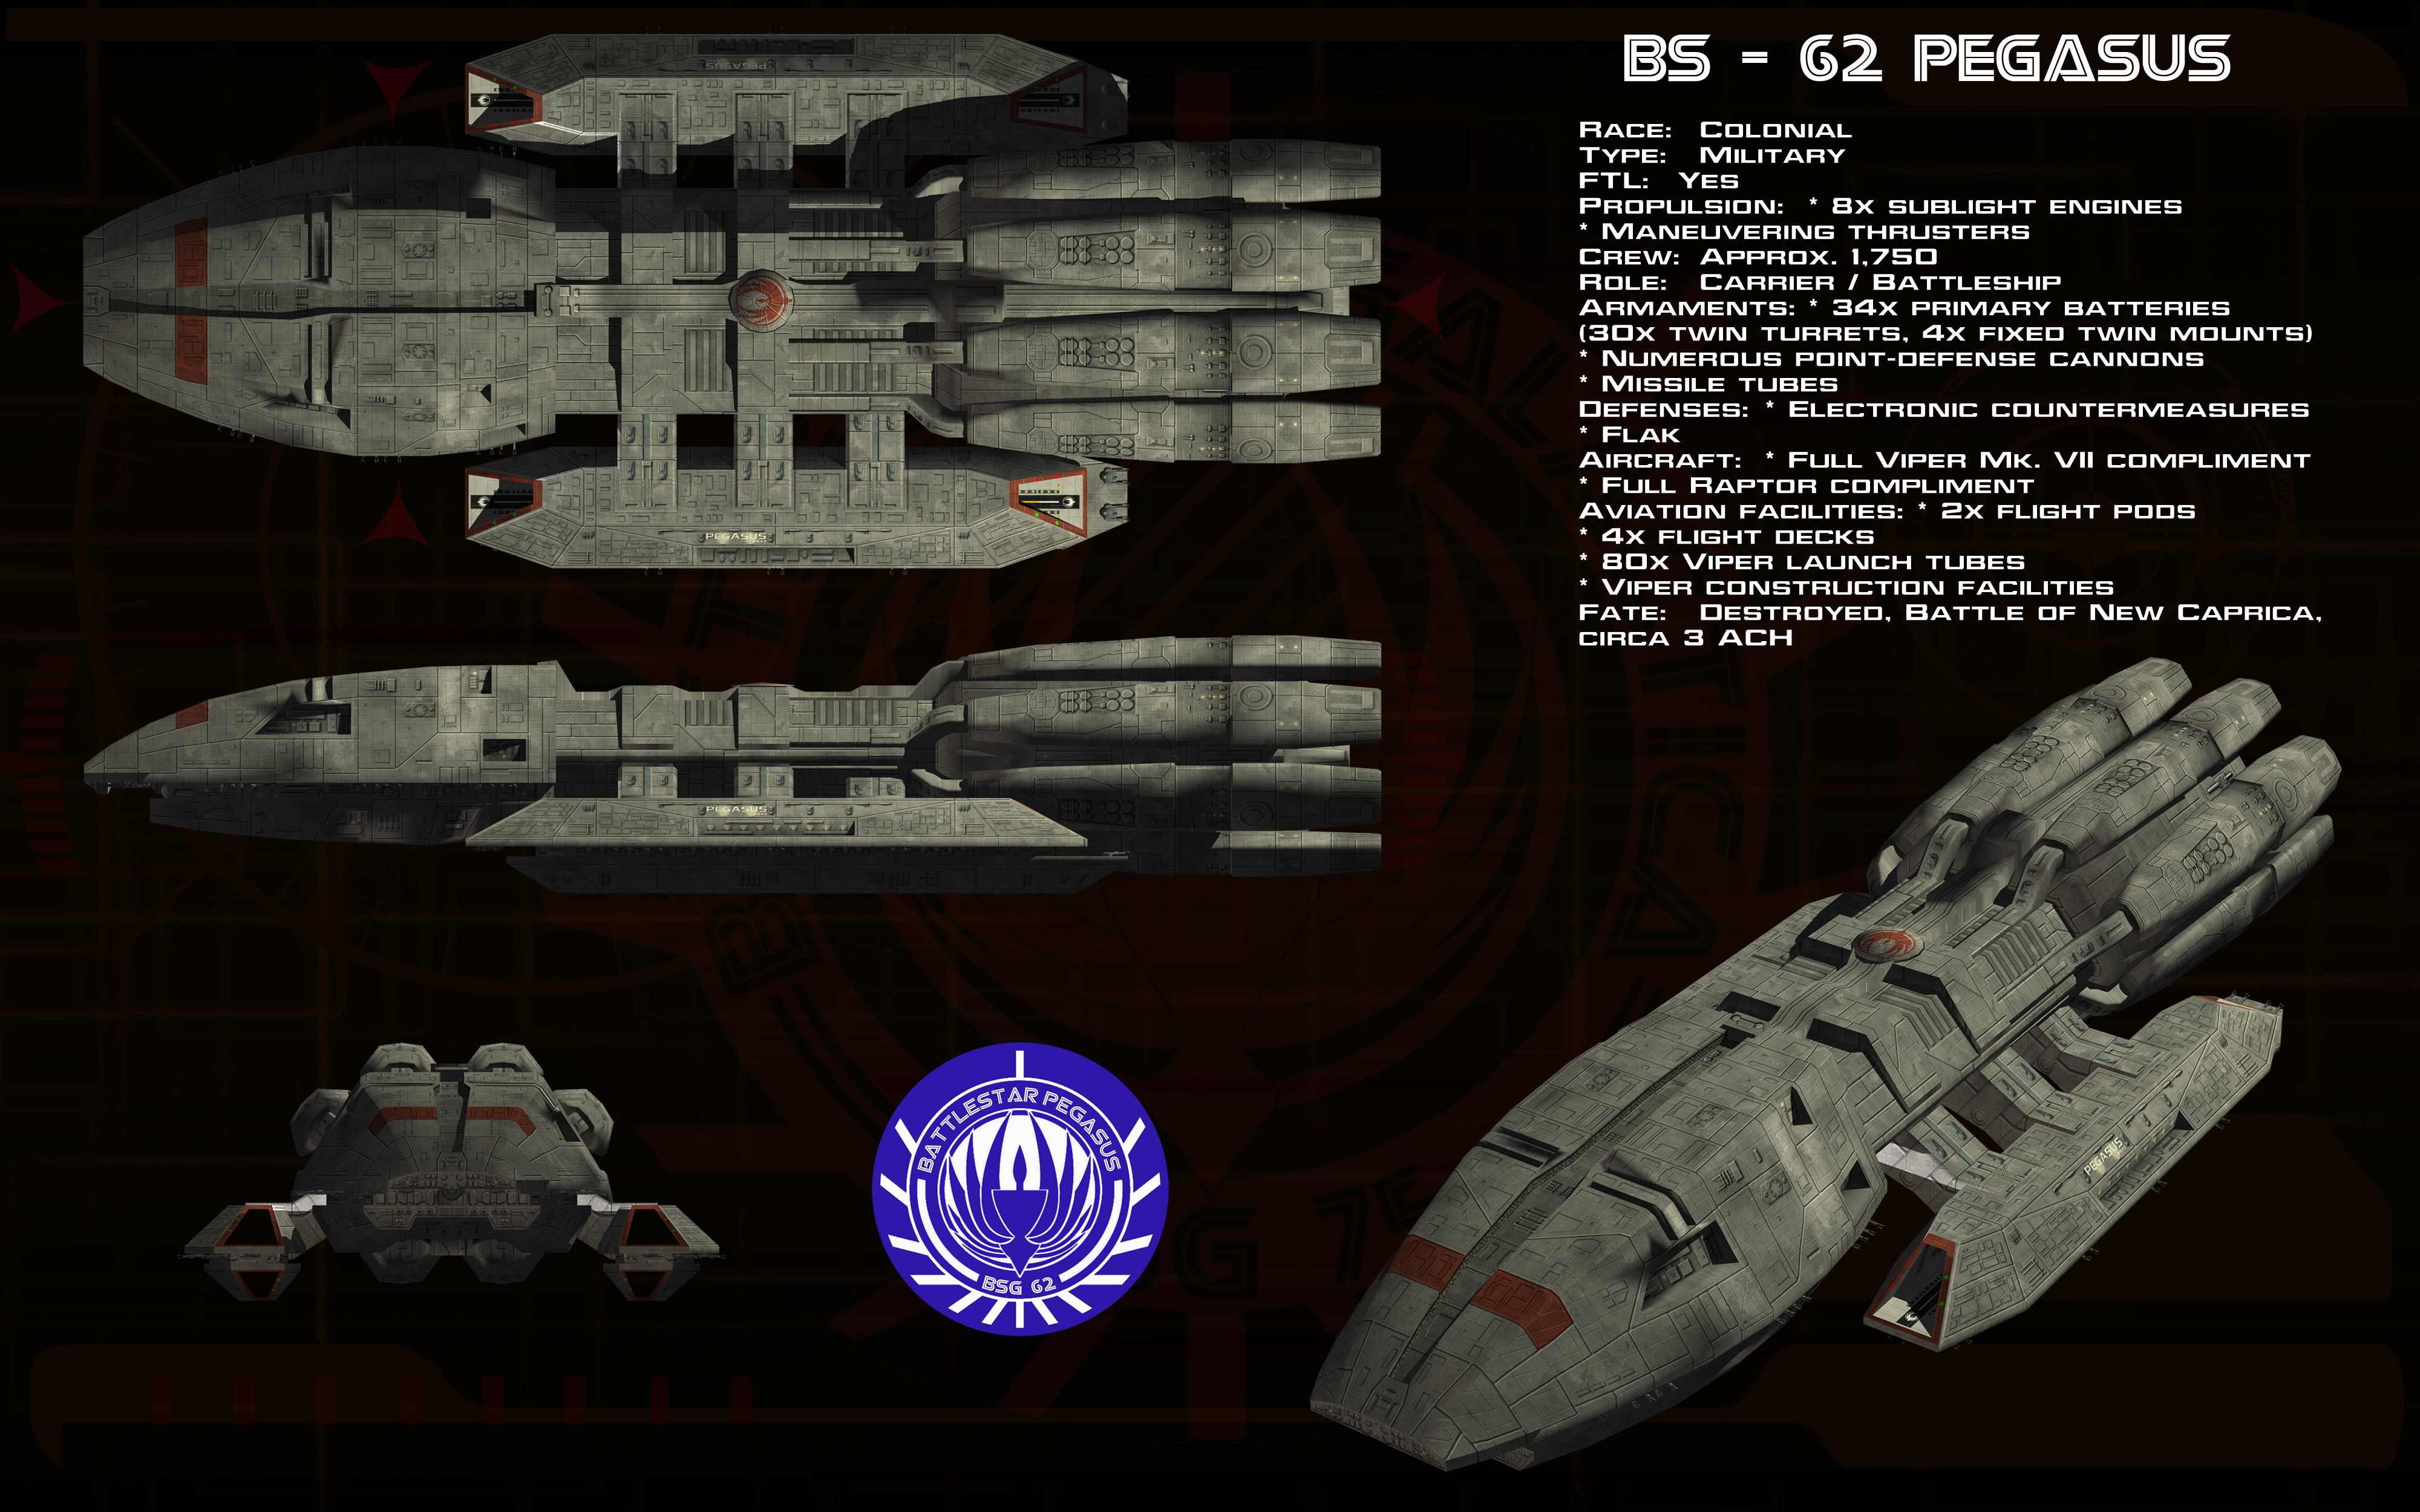 BS - 62 PEGASUS
RACE: COLONIAL
TYPE: MILITARY
FTL: YES
PROPULSION: * 8X SUBLIGHT ENGINES
* MANEUVERING THRUSTERS
CREW: APPROX. 1,750
ROLE: CARRIER / BATTLESHIP
ARMAMENTS: * 34X PRIMARY BATTERIES
(30X TWIN TURRETS, 4X FIXED TWIN MOUNTS)
* NUMEROUS POINT-DEFENSE CANNONS
* MISSILE TUBES
DEFENSES: * ELECTRONIC COUNTERMEASURES
* FLAK
AIRCRAFT: * FULL VIPER MK. VII COMPLIMENT
* FULL RAPTOR COMPLIMENT
AVIATION FACILITIES: * 2X FLIGHT PODS
* 4X FLIGHT DECKS
* 80X VIPER LAUNCH TUBES
* VIPER CONSTRUCTION FACILITIES
FATE: DESTROYED, BATTLE OF NEW CAPRICA,
CIRCA 3 ACH
PEGASUS
PEGASUS
PEGASUS
PEGASUS
BATTLESTAR PEGASUS
BSG 62